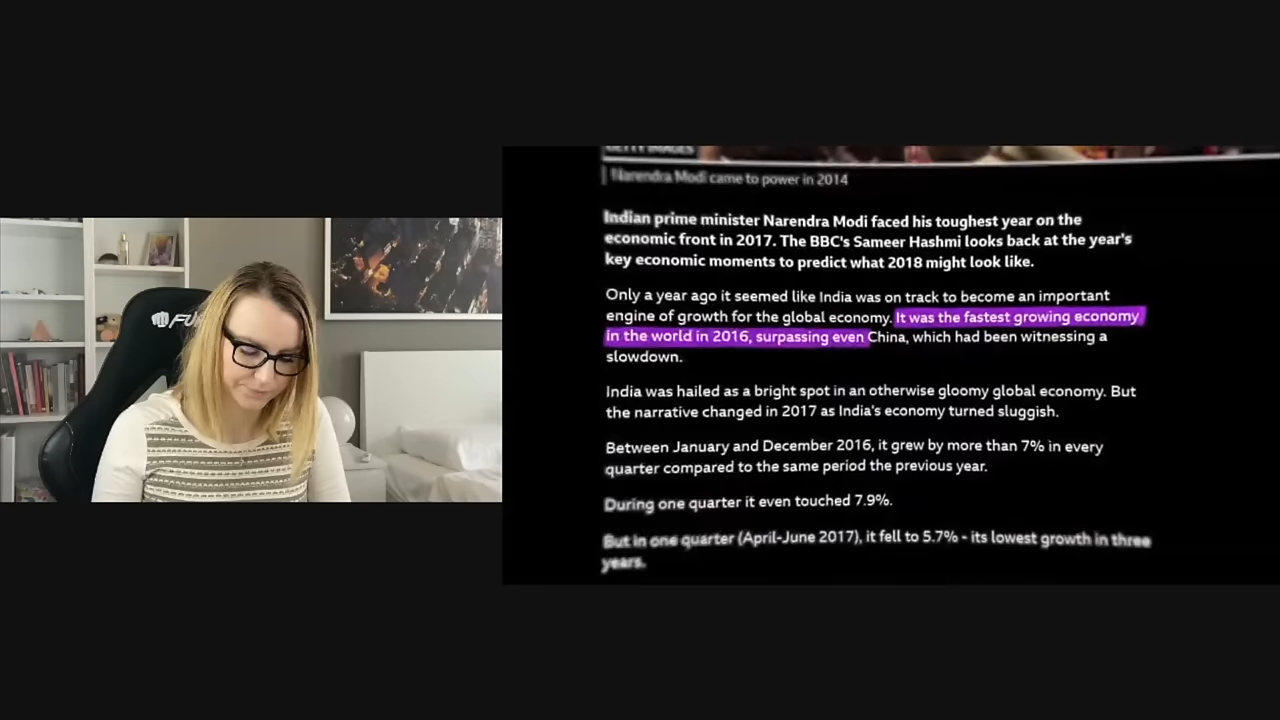 FU
GETTY IMAGES
Narendra Modi came to power in 2014
Indian prime minister Narendra Modi faced his toughest year on the
economic front in 2017. The BBC's Sameer Hashmi looks back at the year's
key economic moments to predict what 2018 might look like.
Only a year ago it seemed like India was on track to become an important
engine of growth for the global economy. It was the fastest growing economy
in the world in 2016, surpassing even China, which had been witnessing a
slowdown.
India was hailed as a bright spot in an otherwise gloomy global economy. But
the narrative changed in 2017 as India's economy turned sluggish.
Between January and December 2016, it grew by more than 7% in every
quarter compared to the same period the previous year.
During one quarter it even touched 7.9%.
But in one quarter (April-June 2017), it fell to 5.7% - its lowest growth in three
years.